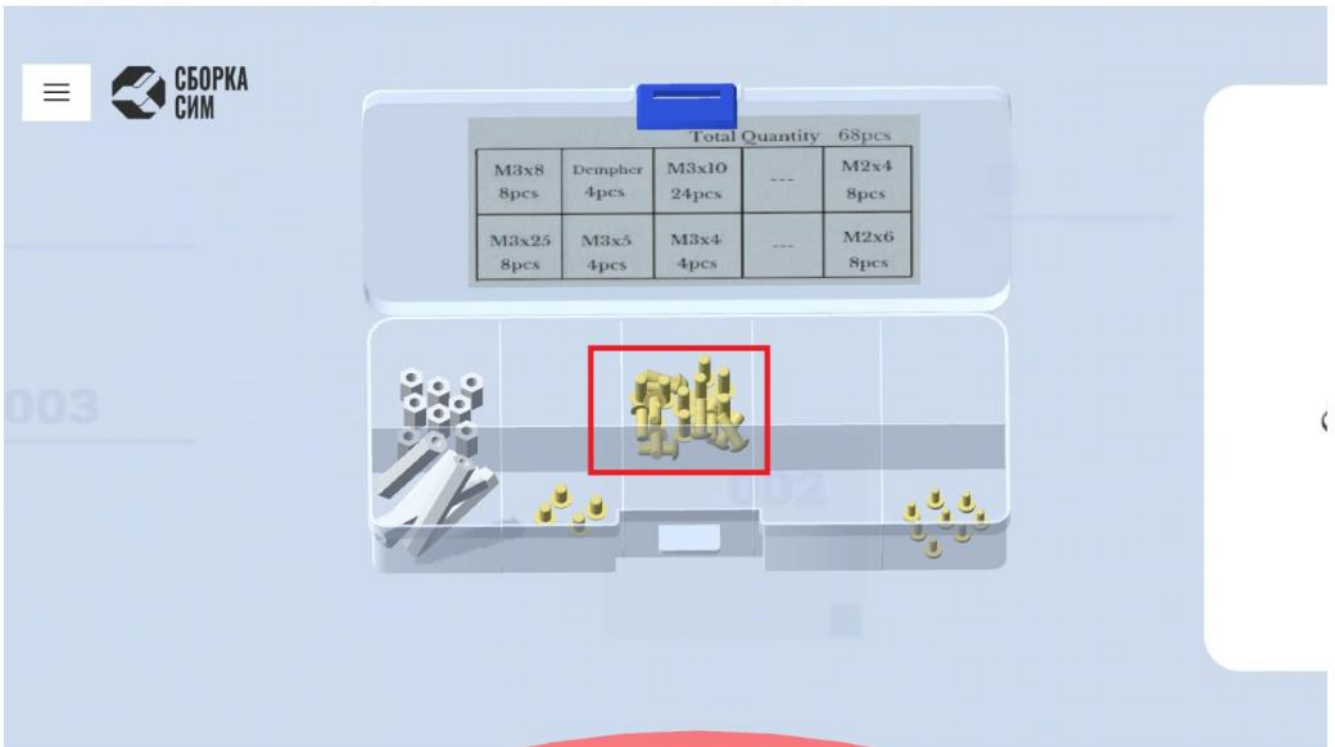 СБОРКА
СИМ
Total Quantity 68pcs
M3x8 Dempher M3x10 --- M2x4
8pcs 4pcs 24pcs 8pcs
M3x25 M3x5 M3x4 --- M2x6
8pcs 4pcs 4pcs 8pcs
003
002